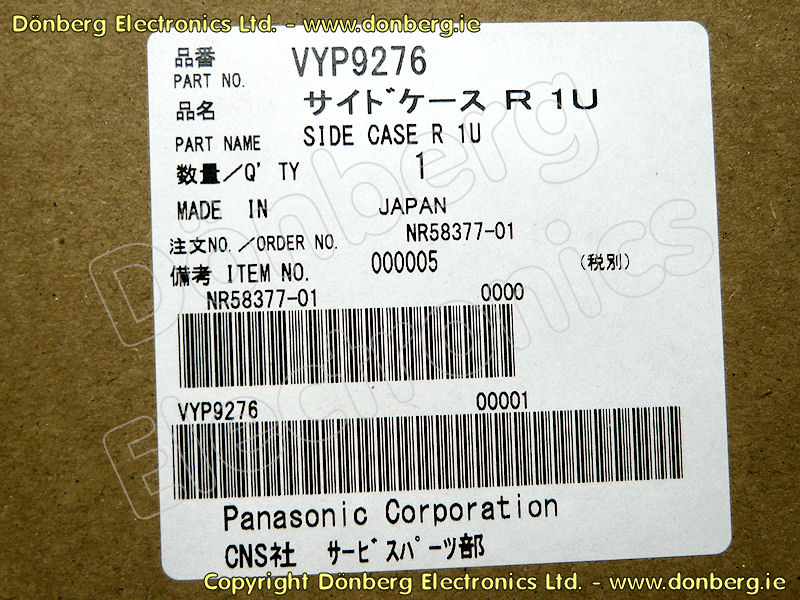 Dönberg Electronics Ltd. - www.donberg.ie
品番 VYP9276
PART NO.
品名 サイドケース R 1U
PART NAME SIDE CASE R 1U
数量/Q'TY 1
MADE IN JAPAN
注文NO./ORDER NO. NR58377-01
備考 ITEM NO. 000005 (税別)
NR58377-01 0000
VYP9276 00001
Panasonic Corporation
CNS社 サービスパーツ部
Dönberg
Electronics
Copyright Dönberg Electronics Ltd. - www.donberg.ie